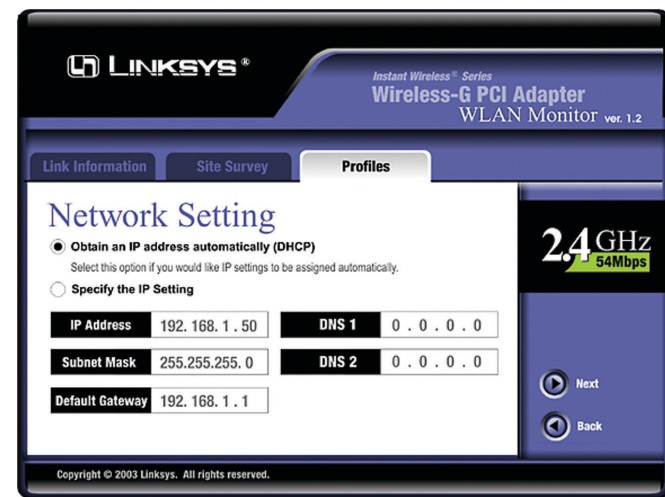 LINKSYS®
Instant Wireless® Series
Wireless-G PCI Adapter
WLAN Monitor ver. 1.2
Link Information
Site Survey
Profiles
Network Setting
Obtain an IP address automatically (DHCP)
Select this option if you would like IP settings to be assigned automatically.
Specify the IP Setting
IP Address 192. 168. 1 . 50 DNS 1 0 . 0 . 0 . 0
Subnet Mask 255.255.255. 0 DNS 2 0 . 0 . 0 . 0
Default Gateway 192. 168. 1 . 1
2.4 GHz
54Mbps
Next
Back
Copyright © 2003 Linksys. All rights reserved.